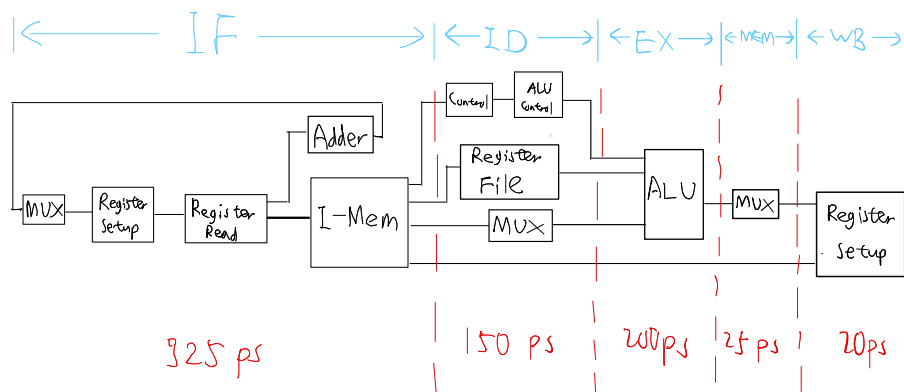 IF
ID
EX
MEM
WB
Control
ALU
Control
Adder
Register
File
MUX
Register
Setup
Register
Read
I-Mem
MUX
ALU
MUX
Register
Setup
325 ps
150 ps
200ps
25 ps
20ps